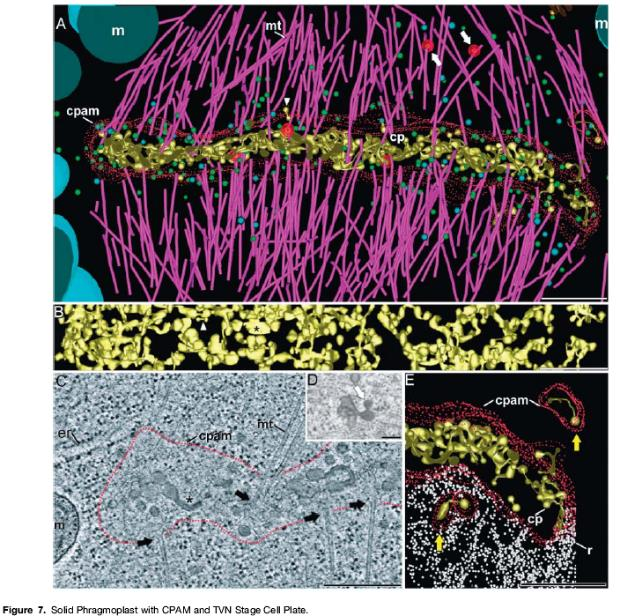 A
m
mt
m
cpam
cp
B
*
C
D
E
er
cpam
mt
*
m
cpam
cp
r
Figure 7. Solid Phragmoplast with CPAM and TVN Stage Cell Plate.